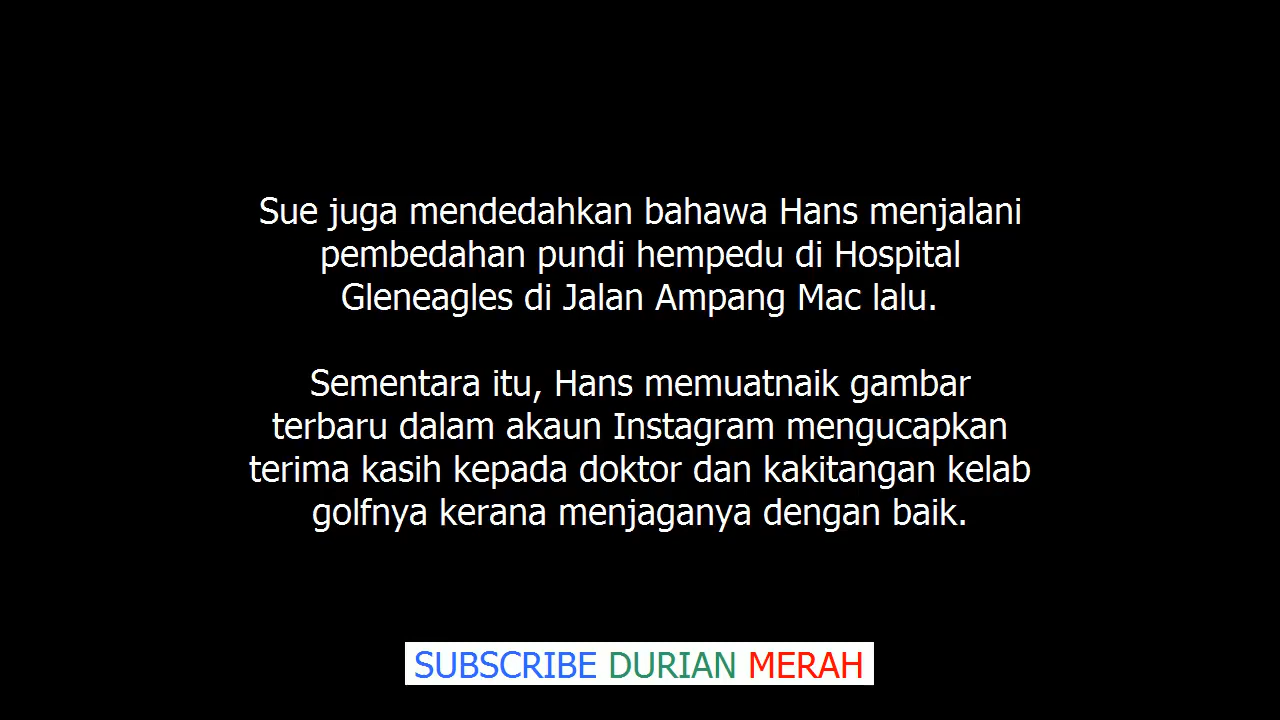 Sue juga mendedahkan bahawa Hans menjalani
pembedahan pundi hempedu di Hospital
Gleneagles di Jalan Ampang Mac lalu.
Sementara itu, Hans memuatnaik gambar
terbaru dalam akaun Instagram mengucapkan
terima kasih kepada doktor dan kakitangan kelab
golfnya kerana menjaganya dengan baik.
SUBSCRIBE DURIAN MERAH